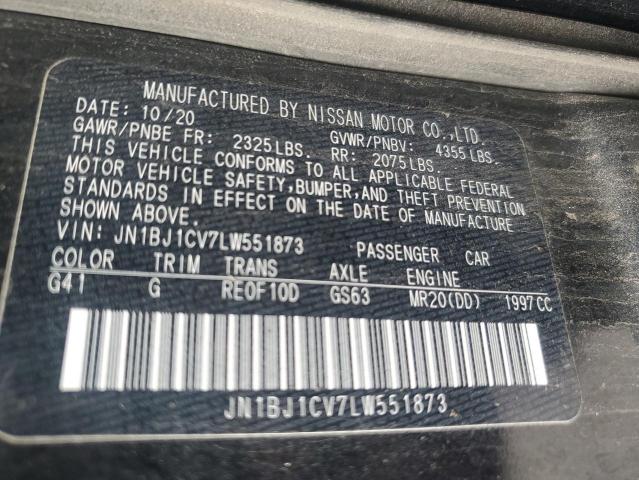 MANUFACTURED BY NISSAN MOTOR CO.,LTD.
DATE: 10/20 GVWR/PNBV: 4355 LBS.
GAWR/PNBE FR: 2325 LBS. RR: 2075 LBS.
THIS VEHICLE CONFORMS TO ALL APPLICABLE FEDERAL
MOTOR VEHICLE SAFETY,BUMPER,AND THEFT PREVENTION
STANDARDS IN EFFECT ON THE DATE OF MANUFACTURE
SHOWN ABOVE.
VIN: JN1BJ1CV7LW551873 PASSENGER CAR
COLOR TRIM TRANS AXLE ENGINE
G41 G RE0F10D GS63 MR20(DD) 1997CC
JN1BJ1CV7LW551873